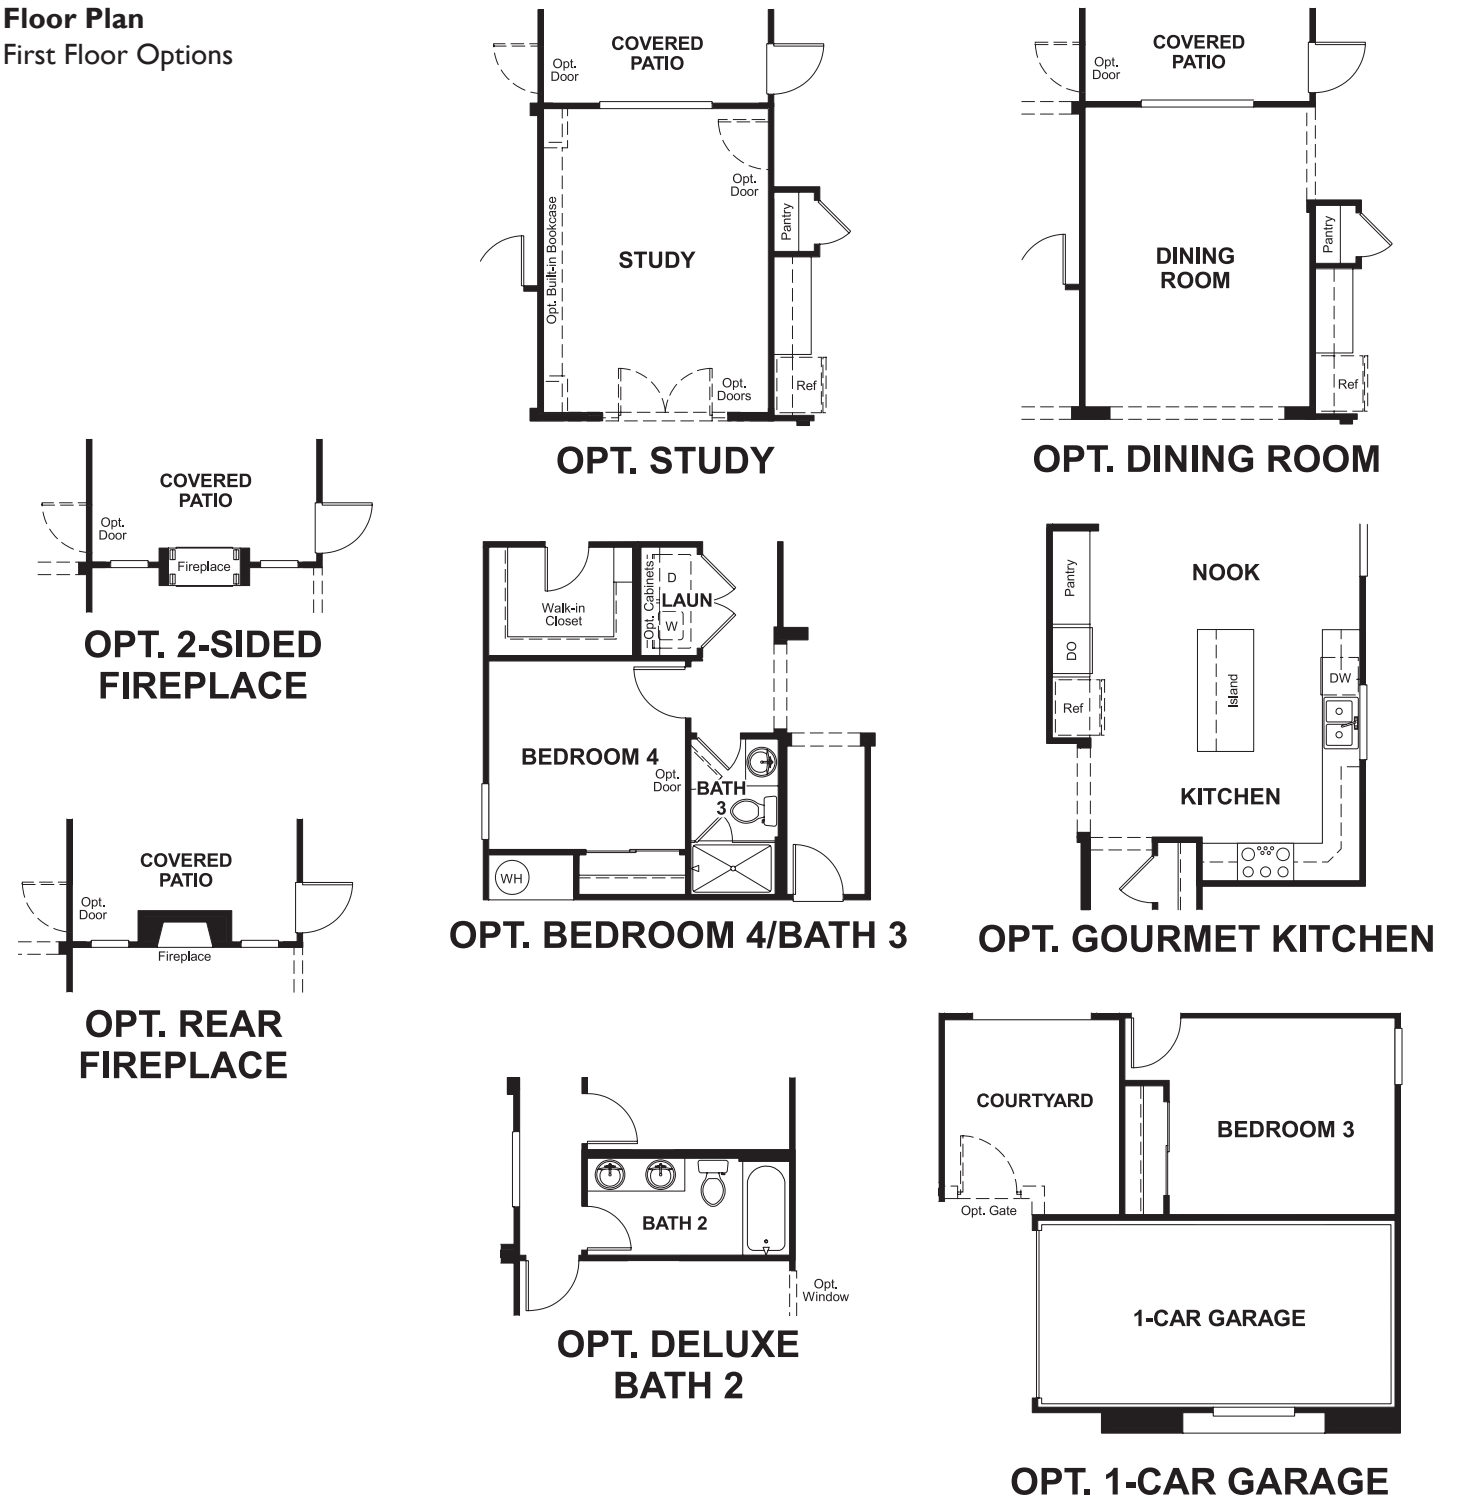 Floor Plan
First Floor Options
COVERED
PATIO
Opt.
Door
Opt.
Door
Opt. Built-in Bookcase
Pantry
STUDY
Opt.
Doors
Ref
OPT. STUDY
COVERED
PATIO
Opt.
Door
Pantry
DINING
ROOM
Ref
OPT. DINING ROOM
COVERED
PATIO
Opt.
Door
Fireplace
OPT. 2-SIDED
FIREPLACE
Walk-in
Closet
Opt. Cabinets
D
LAUN
W
BEDROOM 4
Opt.
Door
BATH
3
WH
OPT. BEDROOM 4/BATH 3
Pantry
NOOK
DO
Ref
Island
DW
KITCHEN
OPT. GOURMET KITCHEN
COVERED
PATIO
Opt.
Door
Fireplace
OPT. REAR
FIREPLACE
BATH 2
Opt.
Window
OPT. DELUXE
BATH 2
COURTYARD
BEDROOM 3
Opt. Gate
1-CAR GARAGE
OPT. 1-CAR GARAGE